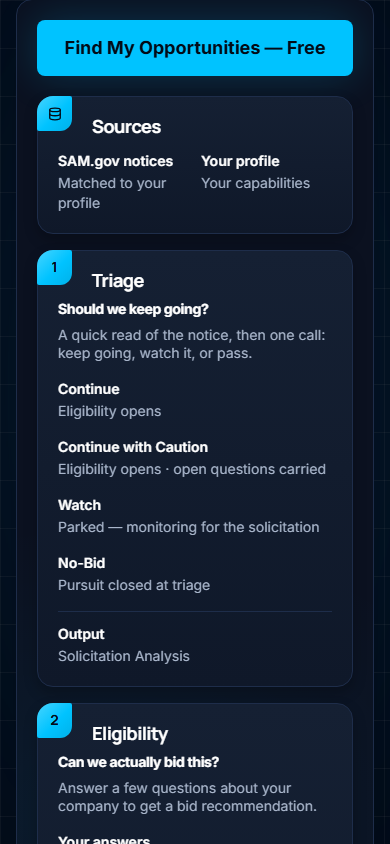 Find My Opportunities — Free
Sources
SAM.gov notices
Matched to your
profile
Your profile
Your capabilities
1
Triage
Should we keep going?
A quick read of the notice, then one call:
keep going, watch it, or pass.
Continue
Eligibility opens
Continue with Caution
Eligibility opens · open questions carried
Watch
Parked — monitoring for the solicitation
No-Bid
Pursuit closed at triage
Output
Solicitation Analysis
2
Eligibility
Can we actually bid this?
Answer a few questions about your
company to get a bid recommendation.
Your answers